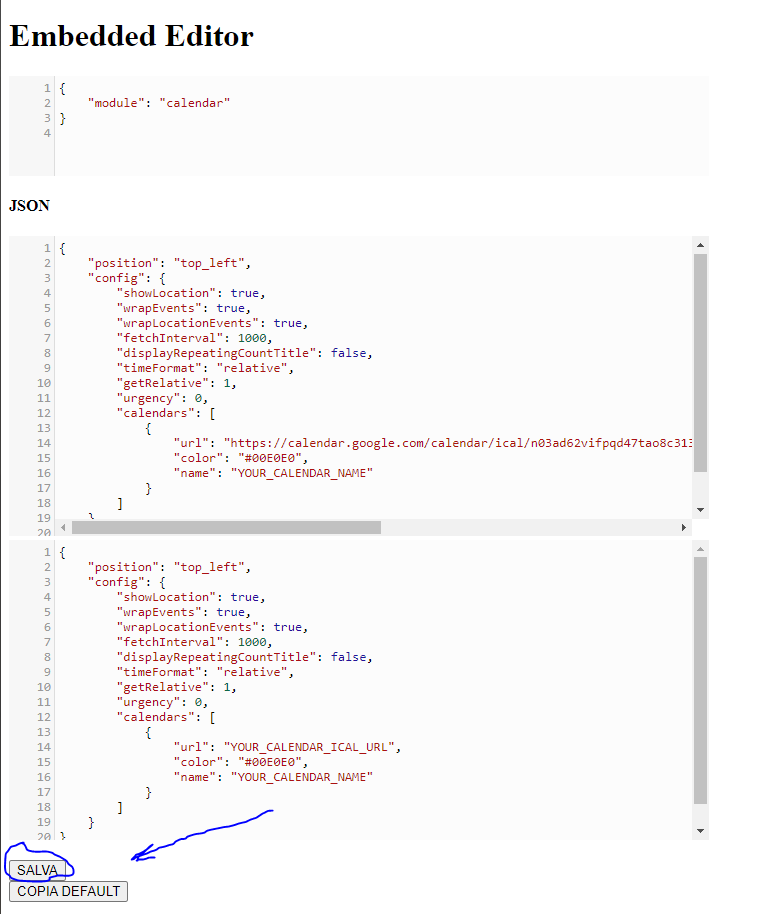 Embedded Editor
1 {
2     "module": "calendar"
3 }
4
JSON
1 {
2     "position": "top_left",
3     "config": {
4         "showLocation": true,
5         "wrapEvents": true,
6         "wrapLocationEvents": true,
7         "fetchInterval": 1000,
8         "displayRepeatingCountTitle": false,
9         "timeFormat": "relative",
10         "getRelative": 1,
11         "urgency": 0,
12         "calendars": [
13             {
14                 "url": "https://calendar.google.com/calendar/ical/n03ad62vifpqd47tao8c313
15                 "color": "#00E0E0",
16                 "name": "YOUR_CALENDAR_NAME"
17             }
18         ]
19     }
20
1 {
2     "position": "top_left",
3     "config": {
4         "showLocation": true,
5         "wrapEvents": true,
6         "wrapLocationEvents": true,
7         "fetchInterval": 1000,
8         "displayRepeatingCountTitle": false,
9         "timeFormat": "relative",
10         "getRelative": 1,
11         "urgency": 0,
12         "calendars": [
13             {
14                 "url": "YOUR_CALENDAR_ICAL_URL",
15                 "color": "#00E0E0",
16                 "name": "YOUR_CALENDAR_NAME"
17             }
18         ]
19     }
20 }
SALVA
COPIA DEFAULT